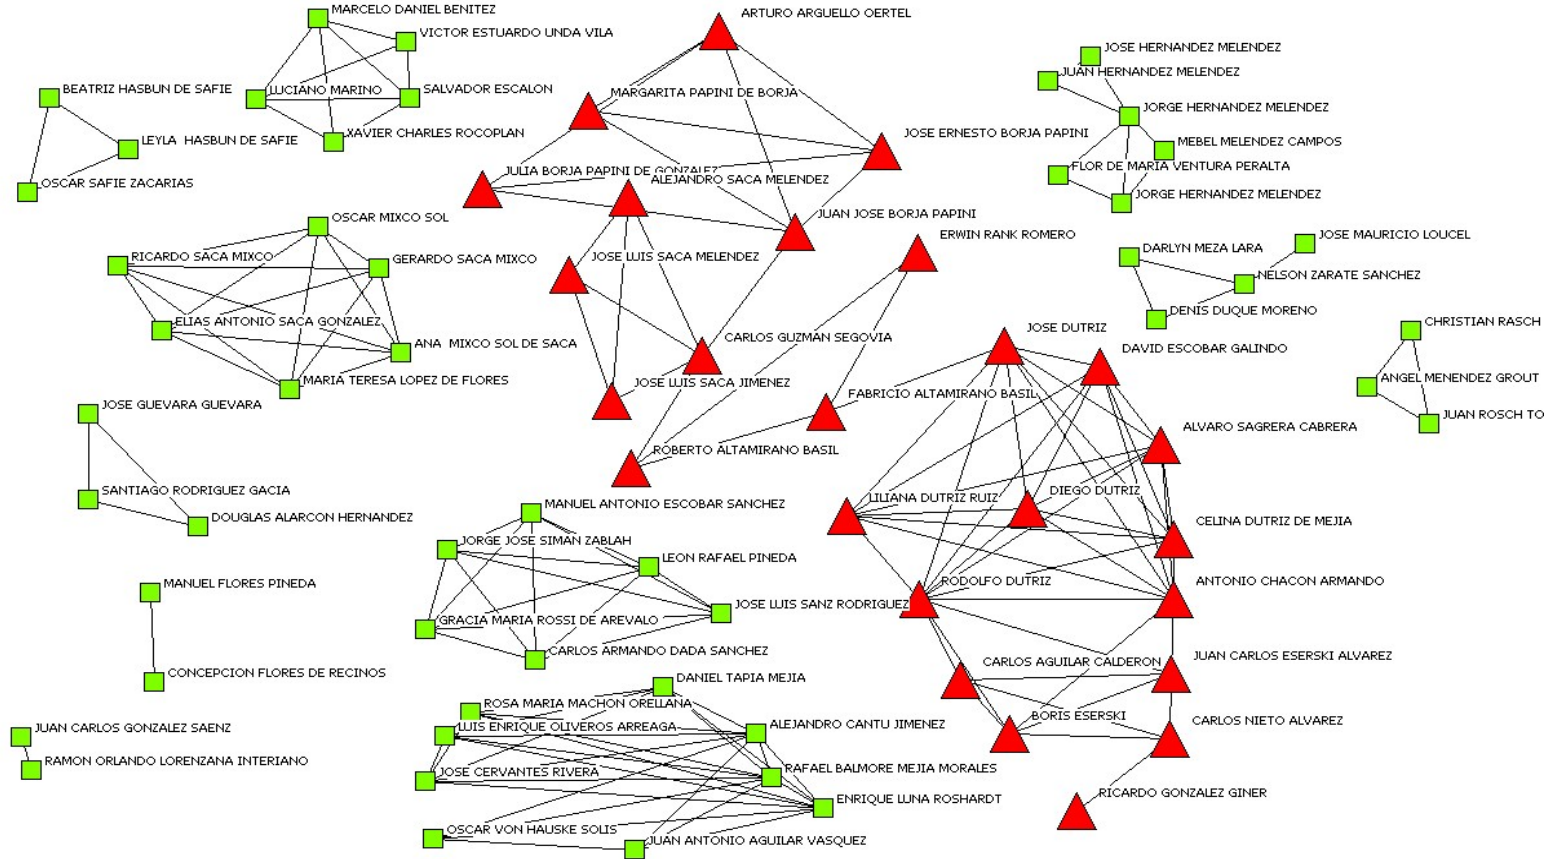 MARCELO DANIEL BENITEZ
ARTURO ARGUELLO OERTEL
VICTOR ESTUARDO UNDA VILA
JOSE HERNANDEZ MELENDEZ
JUAN HERNANDEZ MELENDEZ
BEATRIZ HASBUN DE SAFIE
LUCIANO MARINO
SALVADOR ESCALON
MARGARITA PAPINI DE BORJA
JORGE HERNANDEZ MELENDEZ
XAVIER CHARLES ROCOPLAN
JOSE ERNESTO BORJA PAPINI
LEYLA HASBUN DE SAFIE
MEBEL MELENDEZ CAMPOS
FLOR DE MARIA VENTURA PERALTA
JULIA BORJA PAPINI DE GONZALEZ
ALEJANDRO SACA MELENDEZ
OSCAR SAFIE ZACARIAS
JORGE HERNANDEZ MELENDEZ
OSCAR MIXCO SOL
JUAN JOSE BORJA PAPINI
ERWIN RANK ROMERO
JOSE MAURICIO LOUCEL
DARLYN MEZA LARA
RICARDO SACA MIXCO
GERARDO SACA MIXCO
JOSE LUIS SACA MELENDEZ
NELSON ZARATE SANCHEZ
DENIS DUQUE MORENO
ELIAS ANTONIO SACA GONZALEZ
CHRISTIAN RASCH
JOSE DUTRIZ
CARLOS GUZMAN SEGOVIA
DAVID ESCOBAR GALINDO
ANA MIXCO SOL DE SACA
MARIA TERESA LOPEZ DE FLORES
JOSE LUIS SACA JIMENEZ
ANGEL MENENDEZ GROUT
FABRICIO ALTAMIRANO BASIL
JOSE GUEVARA GUEVARA
JUAN ROSCH TO
ALVARO SAGRERA CABRERA
ROBERTO ALTAMIRANO BASIL
SANTIAGO RODRIGUEZ GACIA
DIEGO DUTRIZ
LILIANA DUTRIZ RUIZ
MANUEL ANTONIO ESCOBAR SANCHEZ
DOUGLAS ALARCON HERNANDEZ
CELINA DUTRIZ DE MEJIA
JORGE JOSE SIMAN ZABLAH
LEON RAFAEL PINEDA
MANUEL FLORES PINEDA
RODOLFO DUTRIZ
ANTONIO CHACON ARMANDO
JOSE LUIS SANZ RODRIGUEZ
GRACIA MARIA ROSSI DE AREVALO
CARLOS ARMANDO DADA SANCHEZ
JUAN CARLOS ESERSKI ALVAREZ
CARLOS AGUILAR CALDERON
CONCEPCION FLORES DE RECINOS
DANIEL TAPIA MEJIA
ROSA MARIA MACHON ORELLANA
BORIS ESERSKI
CARLOS NIETO ALVAREZ
ALEJANDRO CANTU JIMENEZ
LUIS ENRIQUE OLIVEROS ARREAGA
JUAN CARLOS GONZALEZ SAENZ
RAMON ORLANDO LORENZANA INTERIANO
RAFAEL BALMORE MEJIA MORALES
JOSE CERVANTES RIVERA
RICARDO GONZALEZ GINER
ENRIQUE LUNA ROSHARDT
OSCAR VON HAUSKE SOLIS
JUAN ANTONIO AGUILAR VASQUEZ